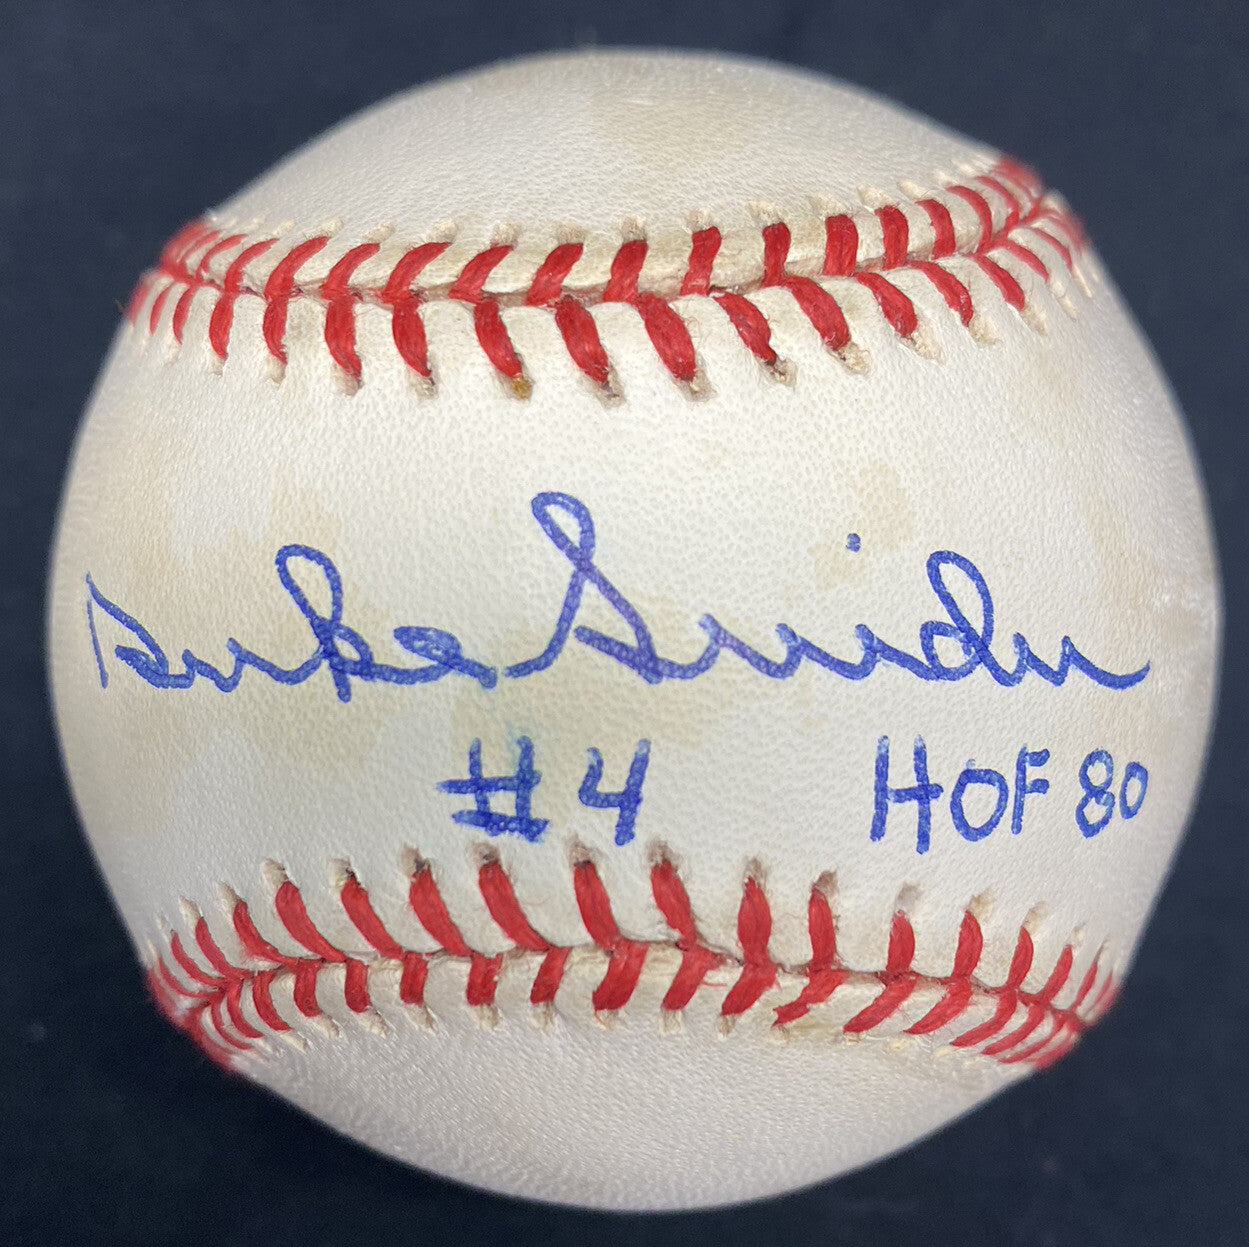 Duke Snider
#4 HOF 80